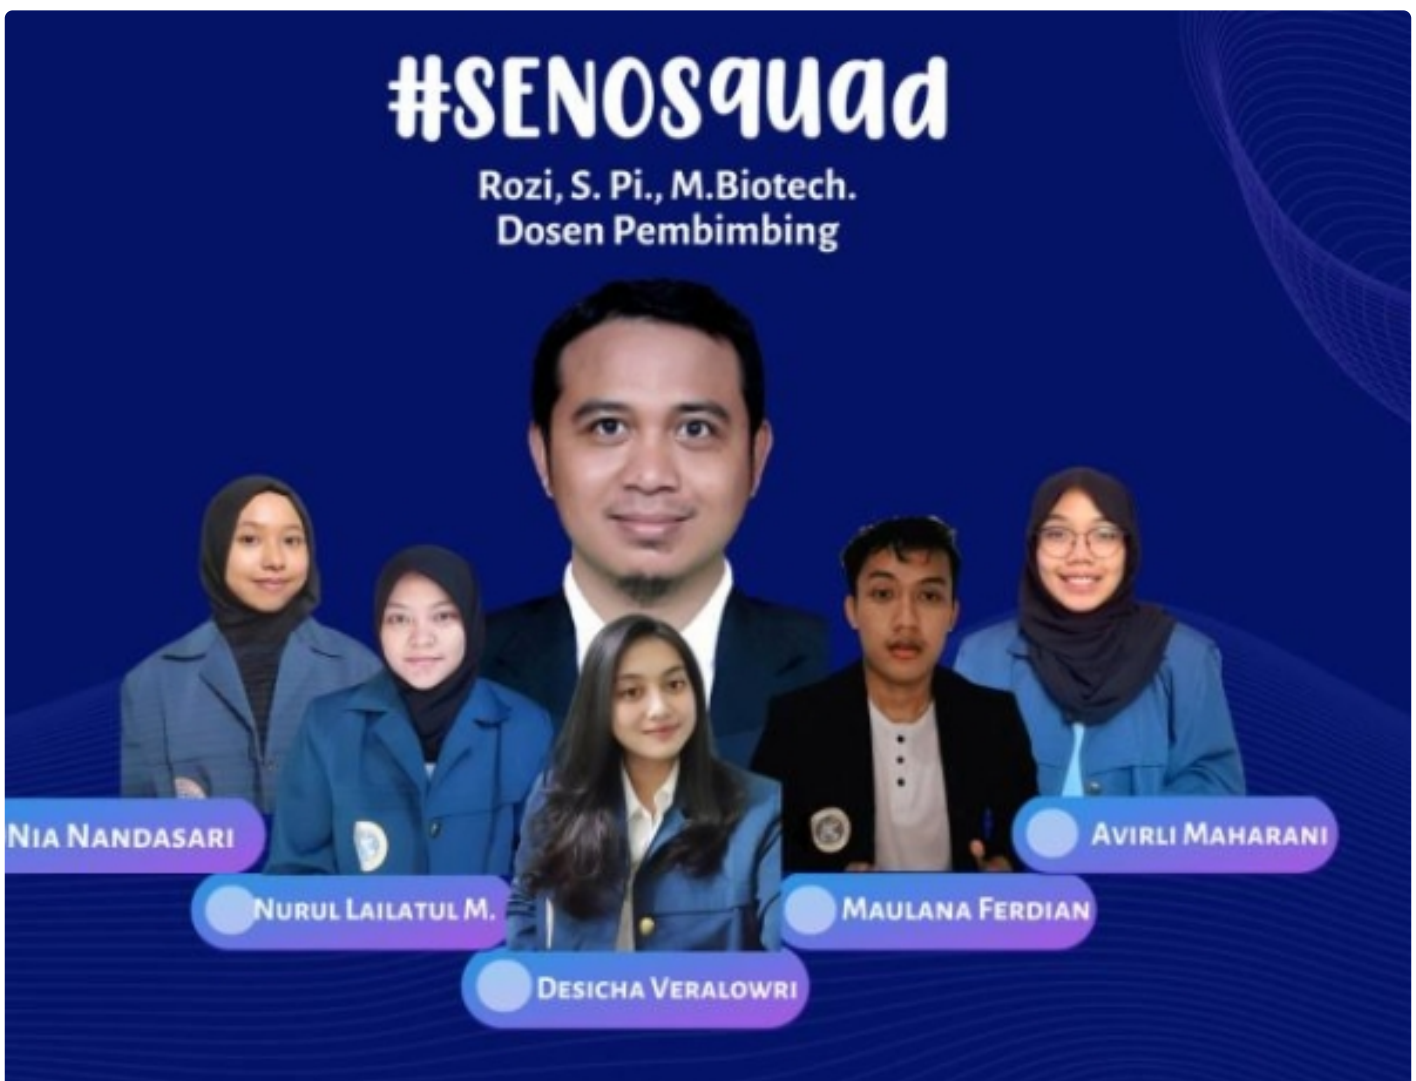 #SENOSquad
Rozi, S. Pi., M.Biotech.
Dosen Pembimbing
NIA NANDASARI
AVIRLI MAHARANI
NURUL LAILATUL M.
MAULANA FERDIAN
DESICHA VERALOWRI